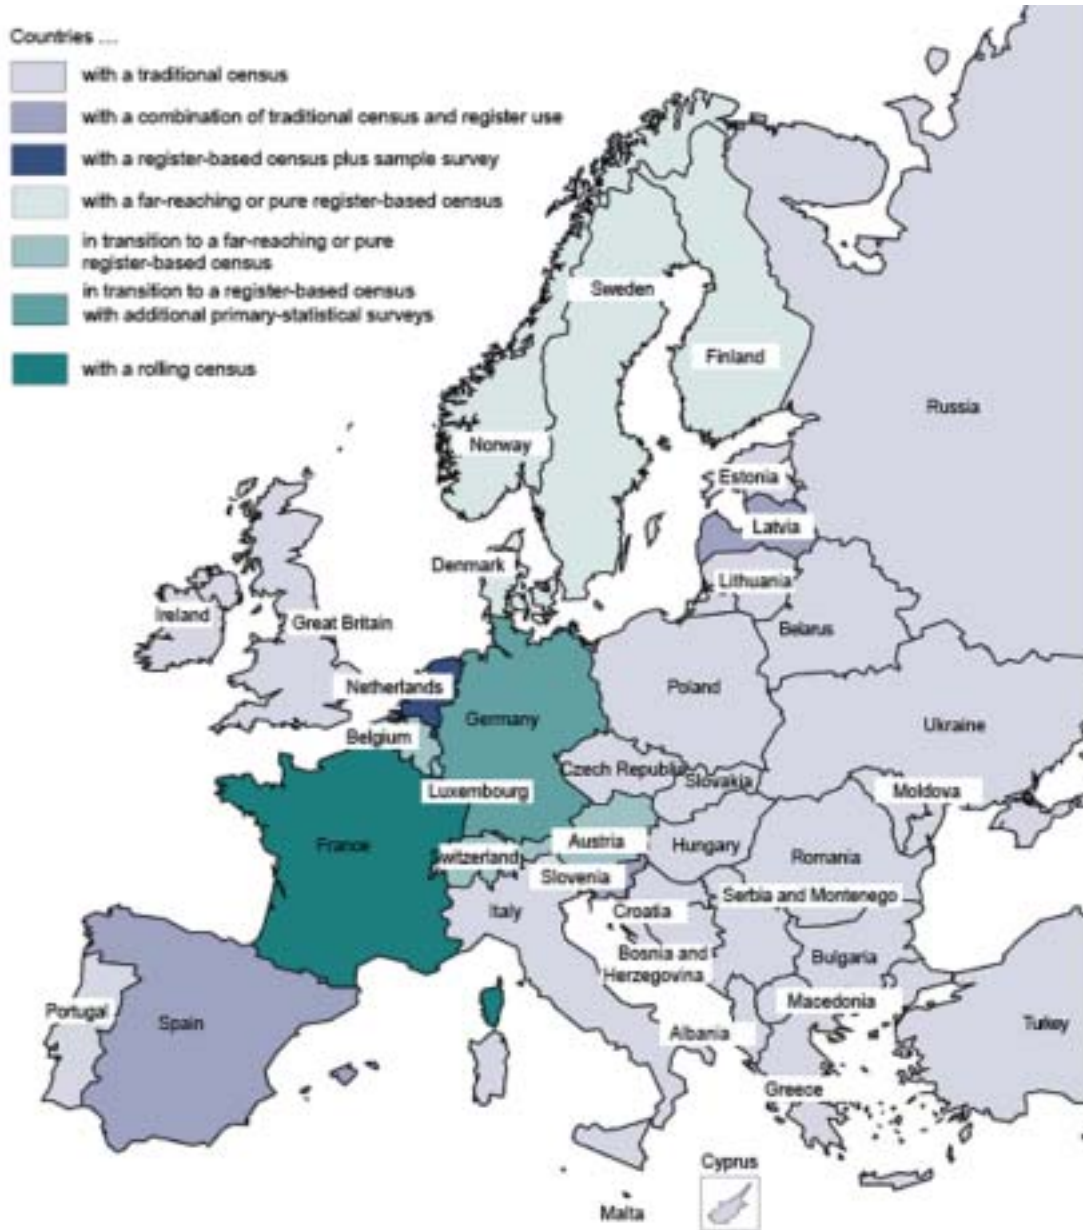 Countries ....
with a traditional census
with a combination of traditional census and register use
with a register-based census plus sample survey
with a far-reaching or pure register-based census
in transition to a far-reaching or pure
register-based census
in transition to a register-based census
with additional primary-statistical surveys
with a rolling census
Sweden
Finland
Russia
Norway
Estonia
Latvia
Denmark
Lithuania
Ireland
Great Britain
Belarus
Netherlands
Poland
Germany
Ukraine
Belgium
Czech Republic
Slovakia
Luxembourg
Moldova
France
Austria
Hungary
Switzerland
Romania
Slovenia
Serbia and Montenego
Italy
Croatia
Bosnia and
Herzegovina
Bulgaria
Portugal
Spain
Macedonia
Albania
Turkey
Greece
Cyprus
Malta